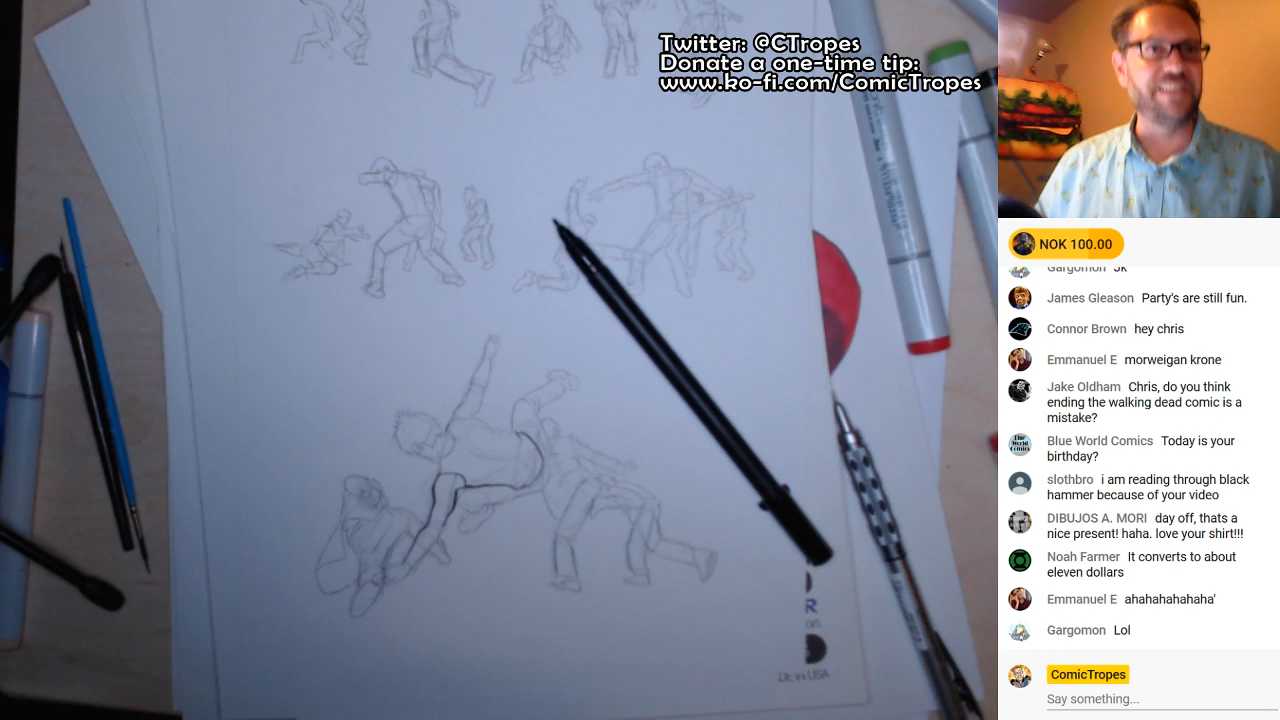 Twitter: @CTropes
Donate a one-time tip:
www.ko-fi.com/ComicTropes
NOK 100.00
Gargomon Jk
James Gleason Party's are still fun.
Connor Brown hey chris
Emmanuel E morweigan krone
Jake Oldham Chris, do you think
ending the walking dead comic is a
mistake?
Blue World Comics Today is your
birthday?
slothbro i am reading through black
hammer because of your video
DIBUJOS A. MORI day off, thats a
nice present! haha. love your shirt!!!
Noah Farmer It converts to about
eleven dollars
Emmanuel E ahahahahahaha'
Gargomon Lol
ComicTropes
Say something...
R
in USA